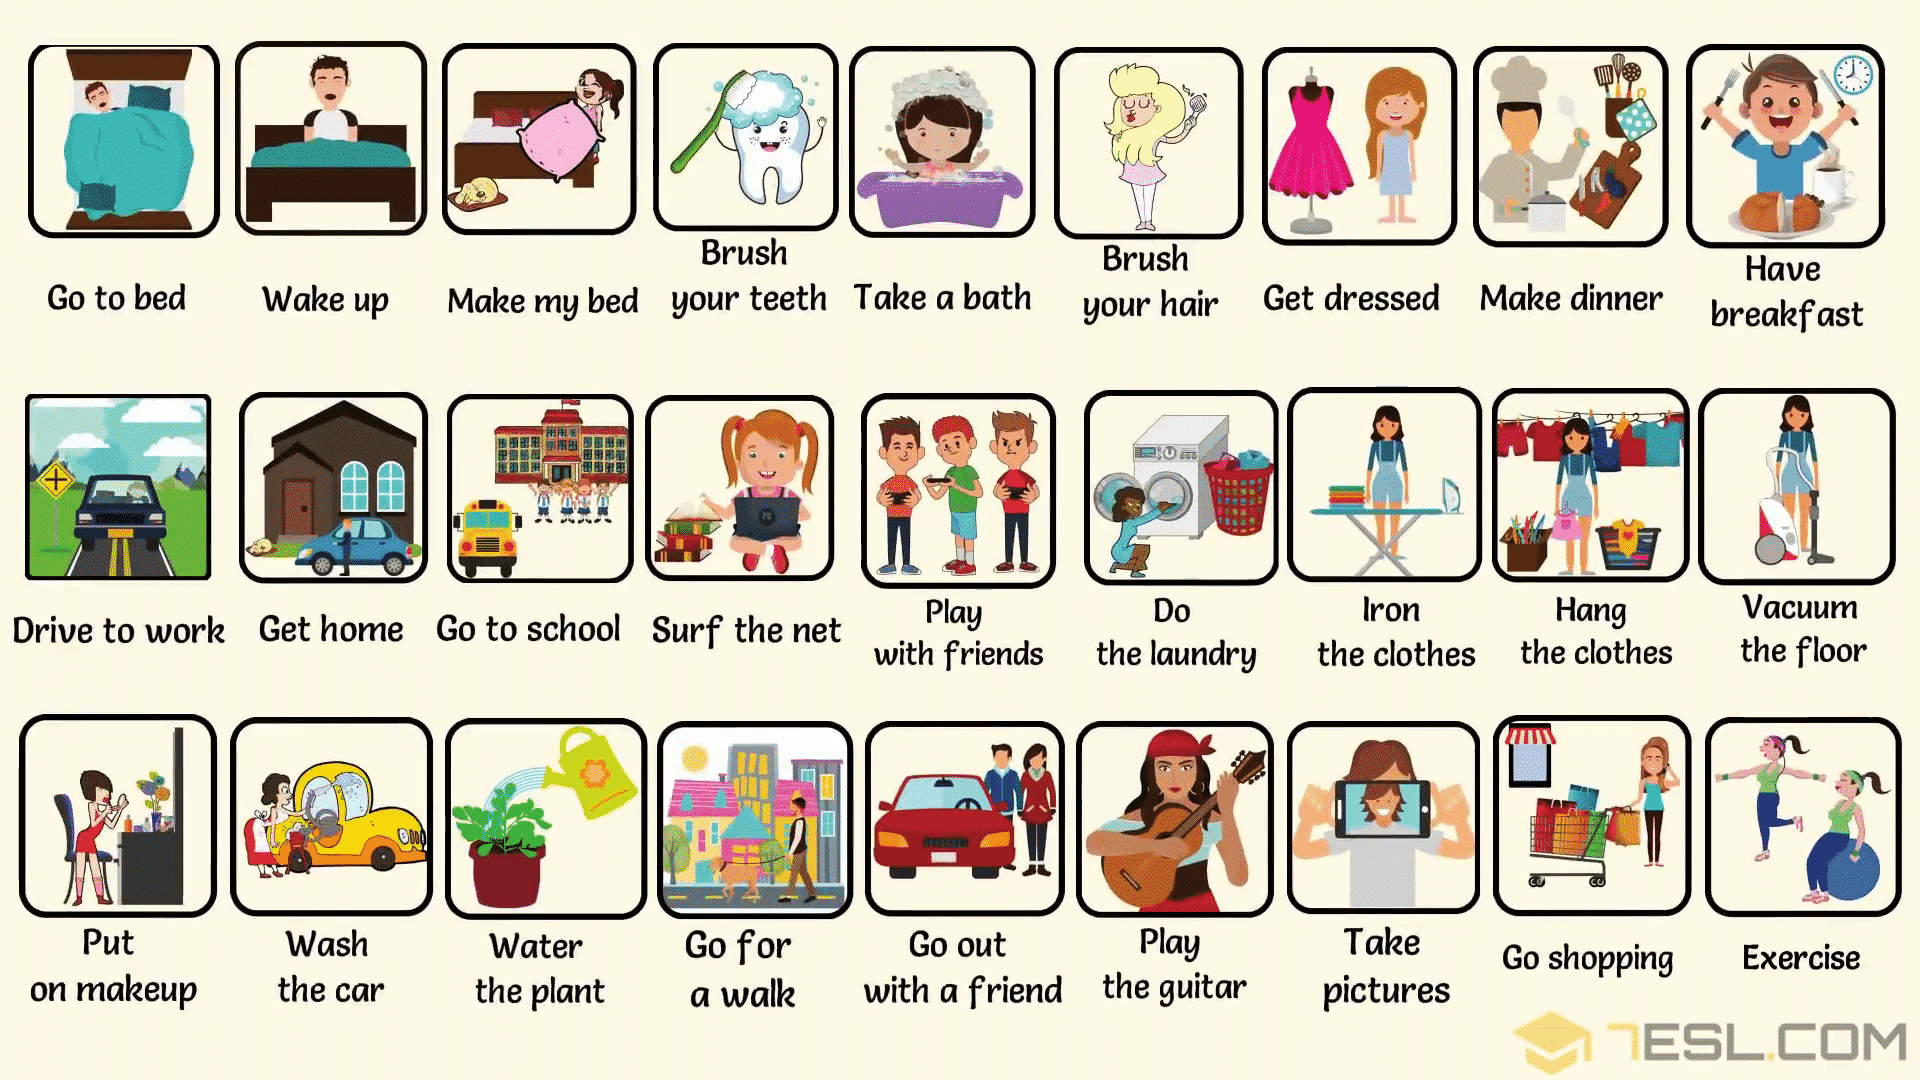 Go to bed
Wake up
Make my bed
Brush
your teeth
Take a bath
Brush
your hair
Get dressed
Make dinner
Have
breakfast
Drive to work
Get home
Go to school
Surf the net
Play
with friends
Do
the laundry
Iron
the clothes
Hang
the clothes
Vacuum
the floor
Put
on makeup
Wash
the car
Water
the plant
Go for
a walk
Go out
with a friend
Play
the guitar
Take
pictures
Go shopping
Exercise
7ESL.COM